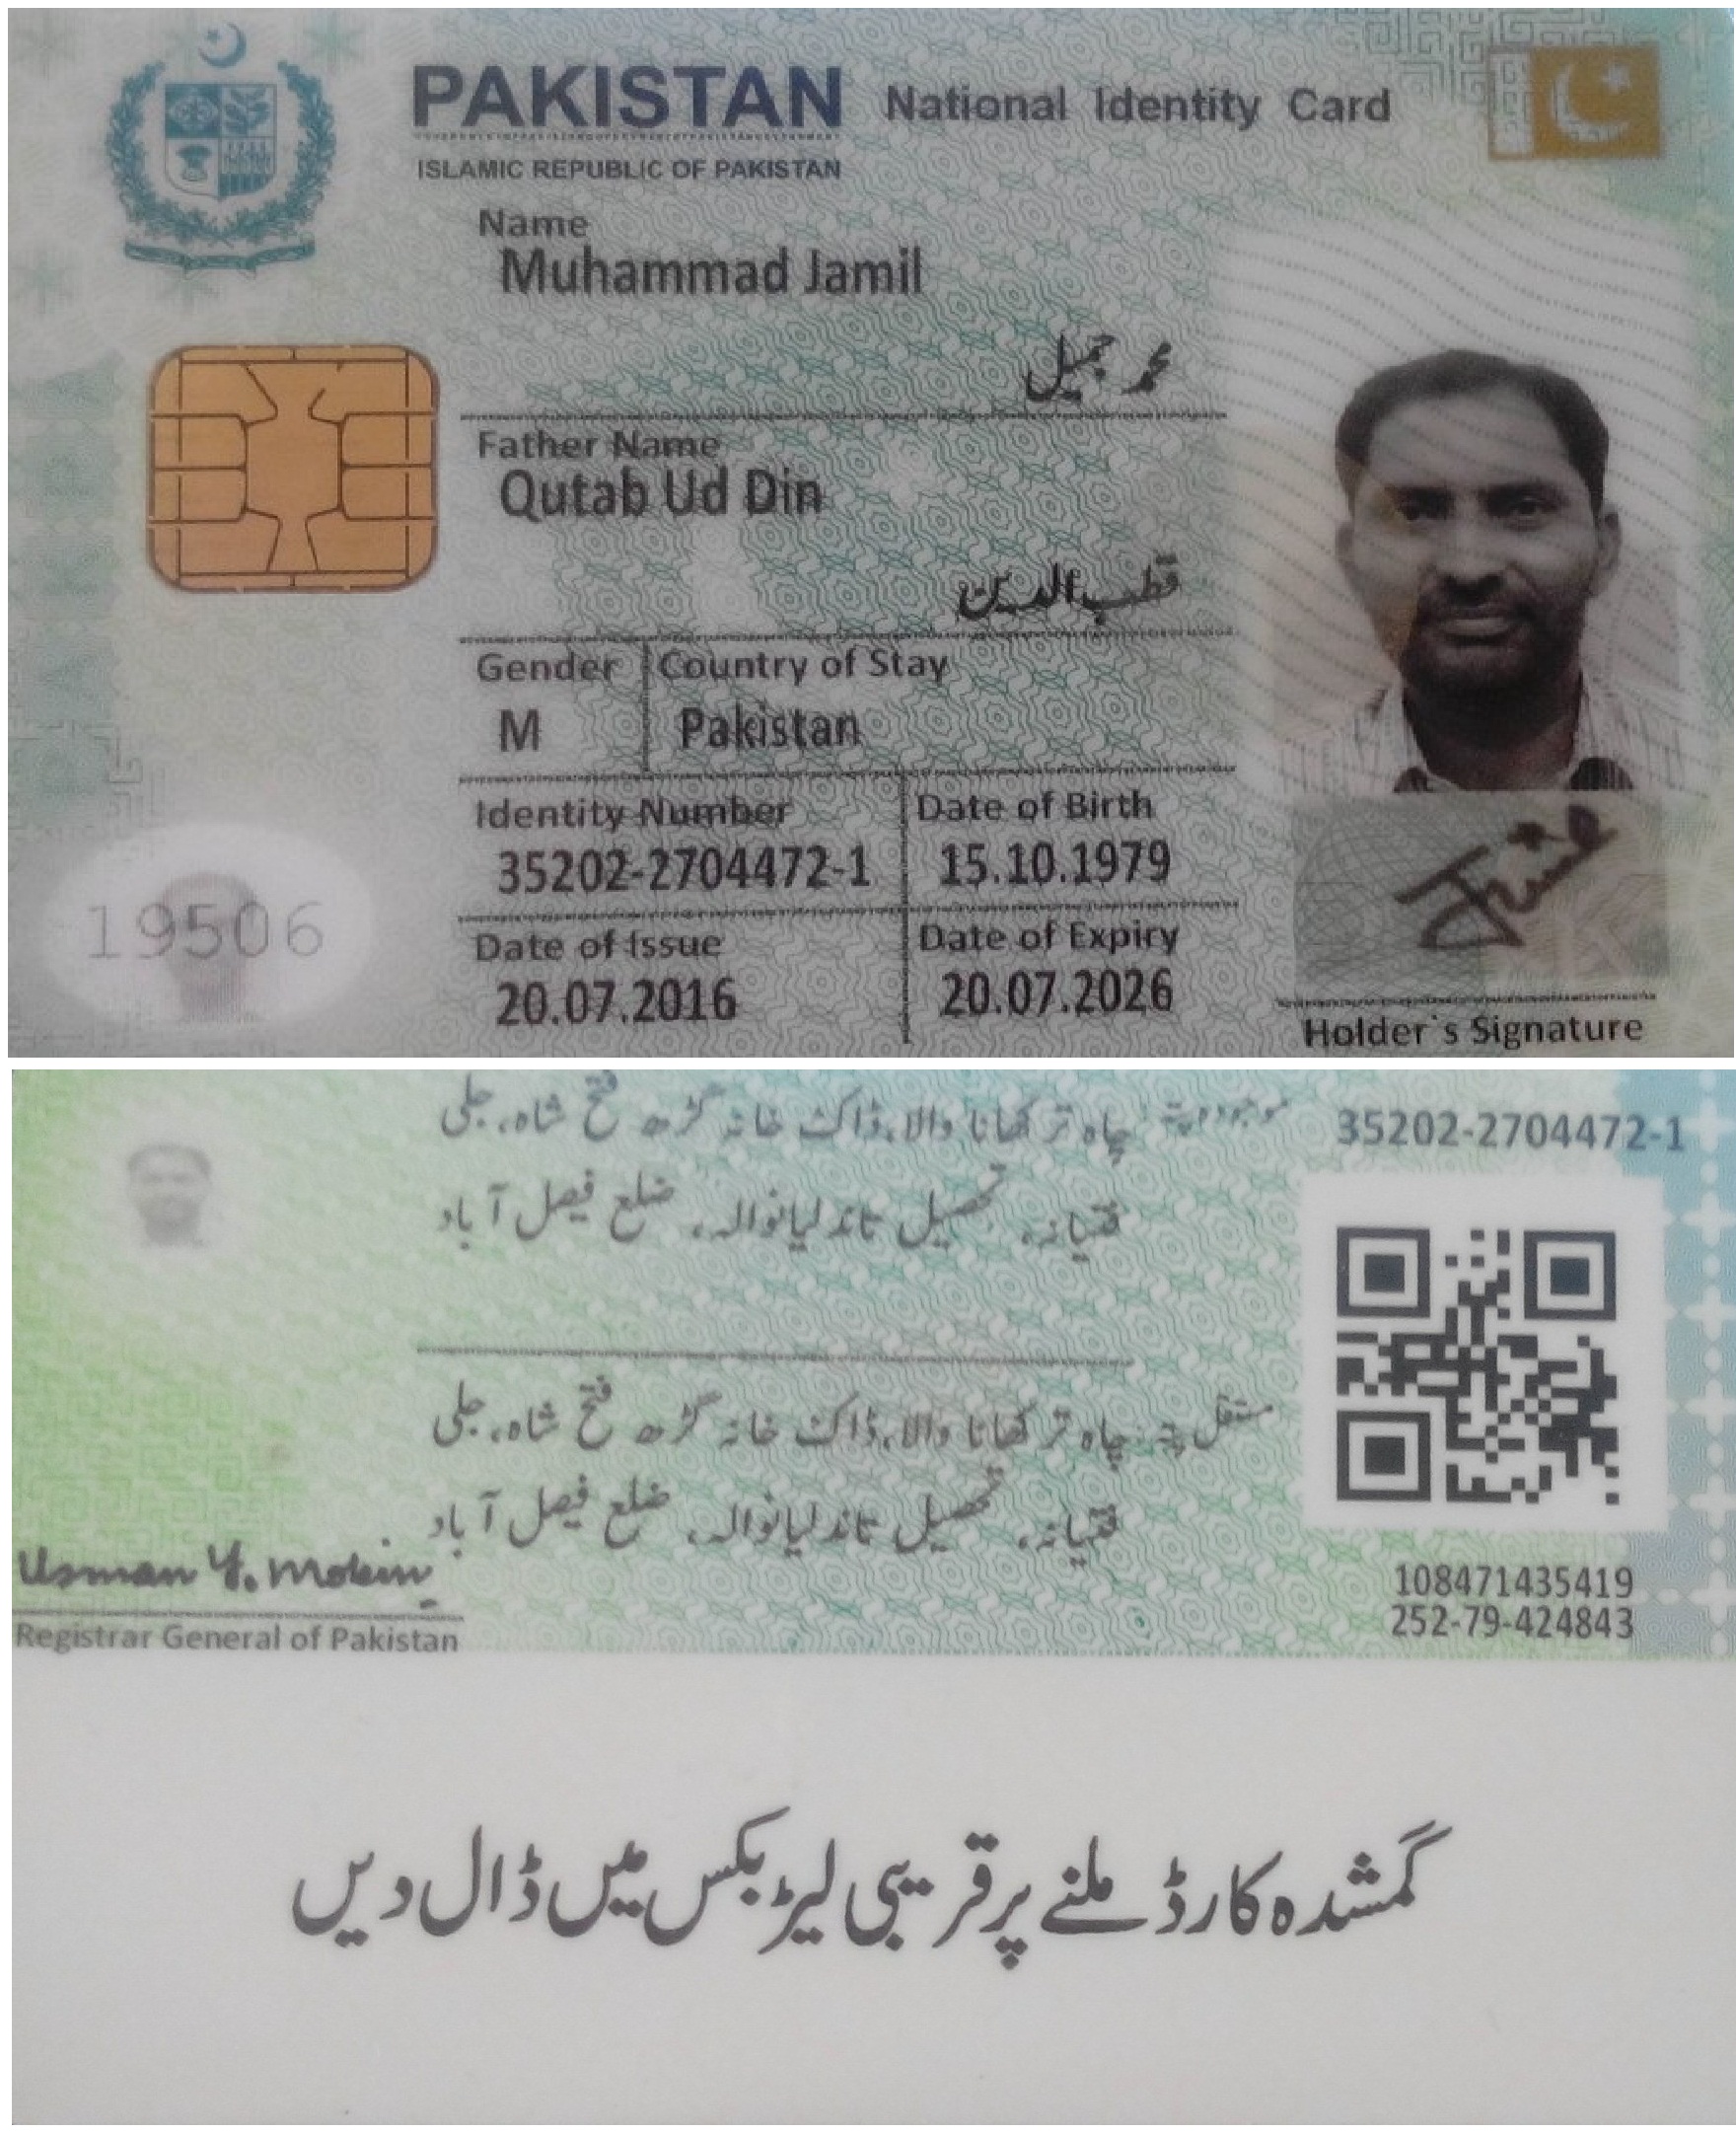 PAKISTAN National Identity Card
ISLAMIC REPUBLIC OF PAKISTAN
Name
Muhammad Jamil
محمد جمیل
Father Name
Qutab Ud Din
قطب الدین
Gender Country of Stay
M Pakistan
Identity Number Date of Birth
35202-2704472-1 15.10.1979
Date of Issue Date of Expiry
20.07.2016 20.07.2026
19506
Holder`s Signature
35202-2704472-1
موجودہ پتہ: چاہ ترکھانا والا، ڈاک خانہ گڑھ فتح شاہ، جلی
فتیانہ، تحصیل تاندلیانوالہ، ضلع فیصل آباد
مستقل پتہ: چاہ ترکھانا والا، ڈاک خانہ گڑھ فتح شاہ، جلی
فتیانہ، تحصیل تاندلیانوالہ، ضلع فیصل آباد
Usman Y. Mobin
Registrar General of Pakistan
108471435419
252-79-424843
گمشدہ کارڈ ملنے پر قریبی لیٹر بکس میں ڈال دیں